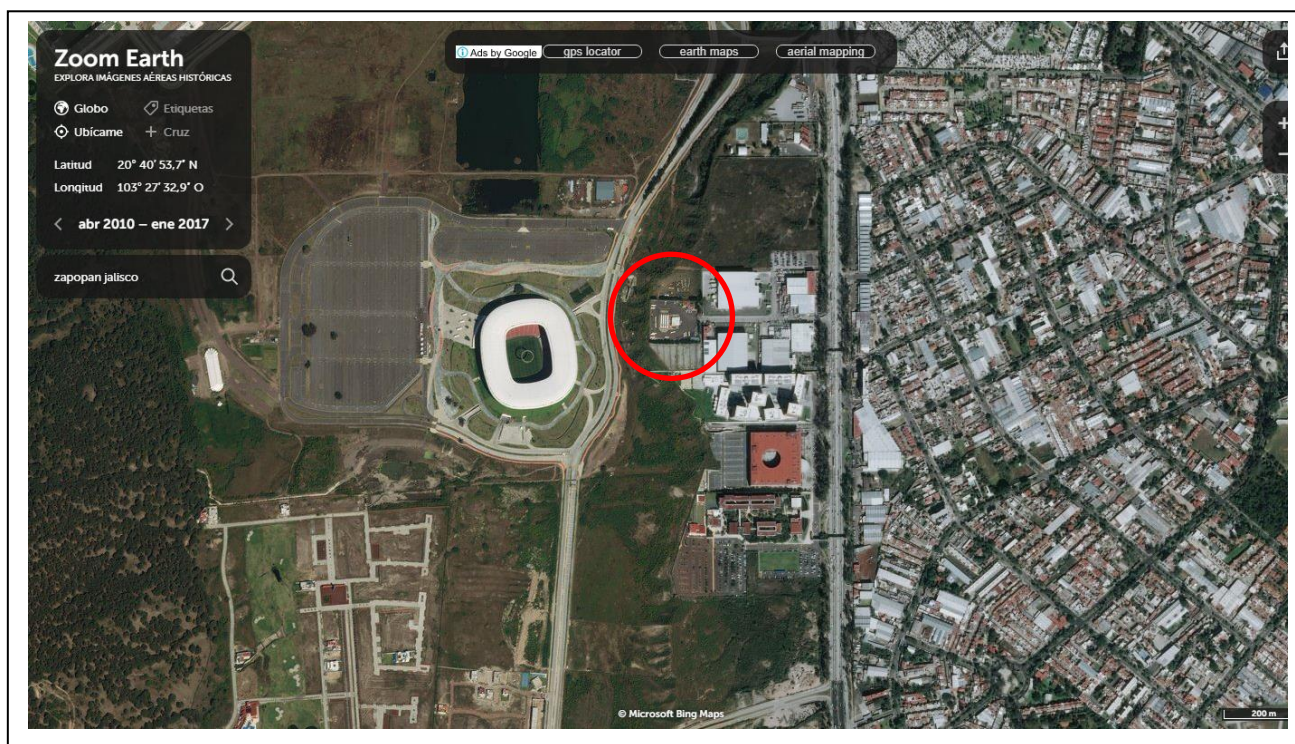 Zoom Earth
EXPLORA IMÁGENES AÉREAS HISTÓRICAS
Globo Etiquetas
Ubícame Cruz
Latitud 20° 40' 53,7" N
Longitud 103° 27' 32,9" O
abr 2010 – ene 2017
zapopan jalisco
Ads by Google gps locator earth maps aerial mapping
© Microsoft Bing Maps
200 m